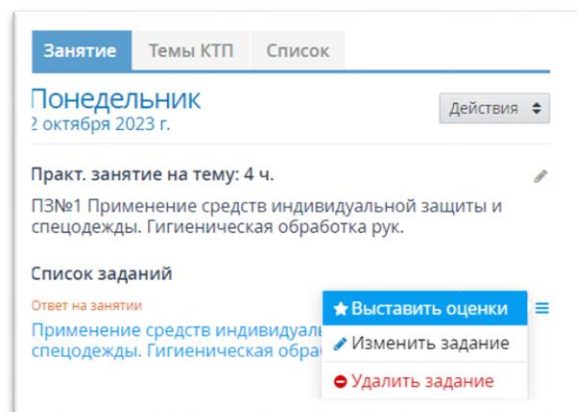 Занятие Темы КТП Список
Понедельник
2 октября 2023 г.
Действия
Практ. занятие на тему: 4 ч.
ПЗ№1 Применение средств индивидуальной защиты и
спецодежды. Гигиеническая обработка рук.
Список заданий
Ответ на занятии
Применение средств индивидуаль
спецодежды. Гигиеническая обра
Выставить оценки
Изменить задание
Удалить задание